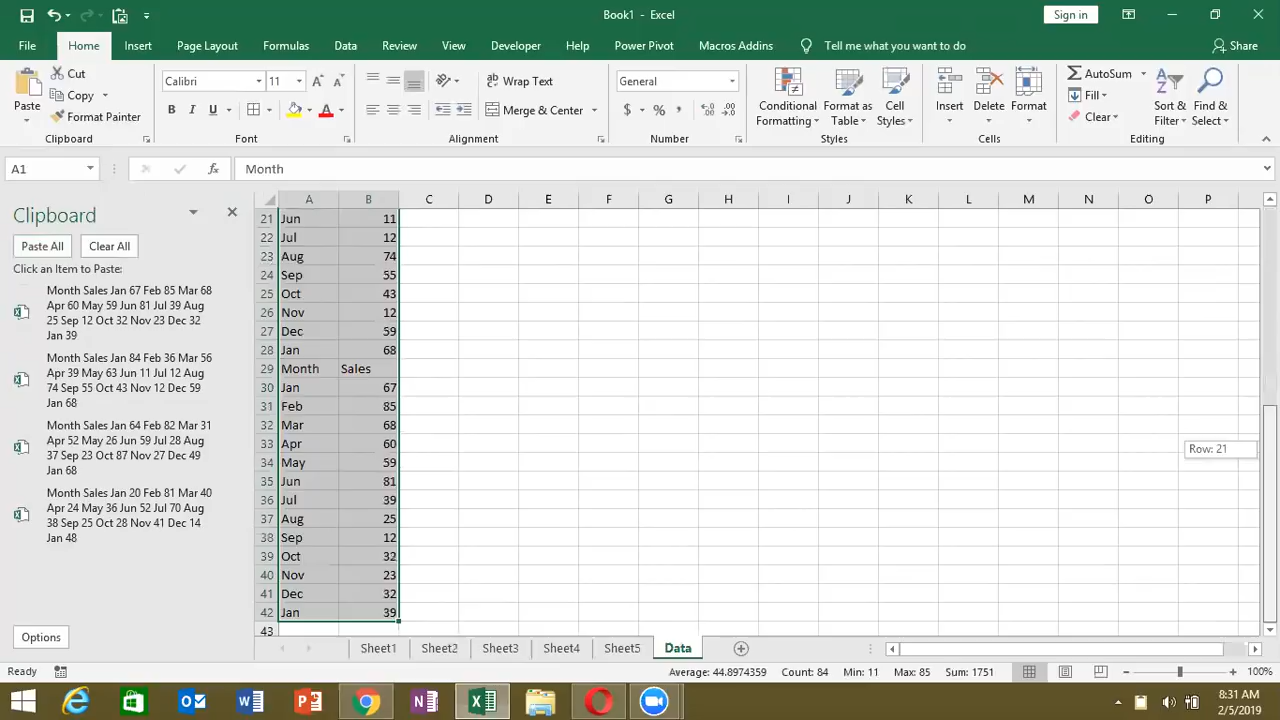 Book1 - Excel
Sign in
File Home Insert Page Layout Formulas Data Review View Developer Help Power Pivot Macros Addins Tell me what you want to do Share
Paste
Cut
Copy
Format Painter
Clipboard
Calibri 11
B I U A
Font
Wrap Text
Merge & Center
Alignment
General
$ % ,
Number
Conditional Formatting
Format as Table
Cell Styles
Styles
Insert
Delete
Format
Cells
AutoSum
Fill
Clear
Sort & Filter
Find & Select
Editing
A1 fx Month
Clipboard
Paste All Clear All
Click an Item to Paste:
Month Sales Jan 67 Feb 85 Mar 68
Apr 60 May 59 Jun 81 Jul 39 Aug
25 Sep 12 Oct 32 Nov 23 Dec 32
Jan 39
Month Sales Jan 84 Feb 36 Mar 56
Apr 39 May 63 Jun 11 Jul 12 Aug
74 Sep 55 Oct 43 Nov 12 Dec 59
Jan 68
Month Sales Jan 64 Feb 82 Mar 31
Apr 52 May 26 Jun 59 Jul 28 Aug
37 Sep 23 Oct 87 Nov 27 Dec 49
Jan 68
Month Sales Jan 20 Feb 81 Mar 40
Apr 24 May 36 Jun 52 Jul 70 Aug
38 Sep 25 Oct 28 Nov 41 Dec 14
Jan 48
Options
A B C D E F G H I J K L M N O P
21 Jun 11
22 Jul 12
23 Aug 74
24 Sep 55
25 Oct 43
26 Nov 12
27 Dec 59
28 Jan 68
29 Month Sales
30 Jan 67
31 Feb 85
32 Mar 68
33 Apr 60
34 May 59
35 Jun 81
36 Jul 39
37 Aug 25
38 Sep 12
39 Oct 32
40 Nov 23
41 Dec 32
42 Jan 39
43
Row: 21
Sheet1 Sheet2 Sheet3 Sheet4 Sheet5 Data
Ready Average: 44.8974359 Count: 84 Min: 11 Max: 85 Sum: 1751 100%
8:31 AM
2/5/2019